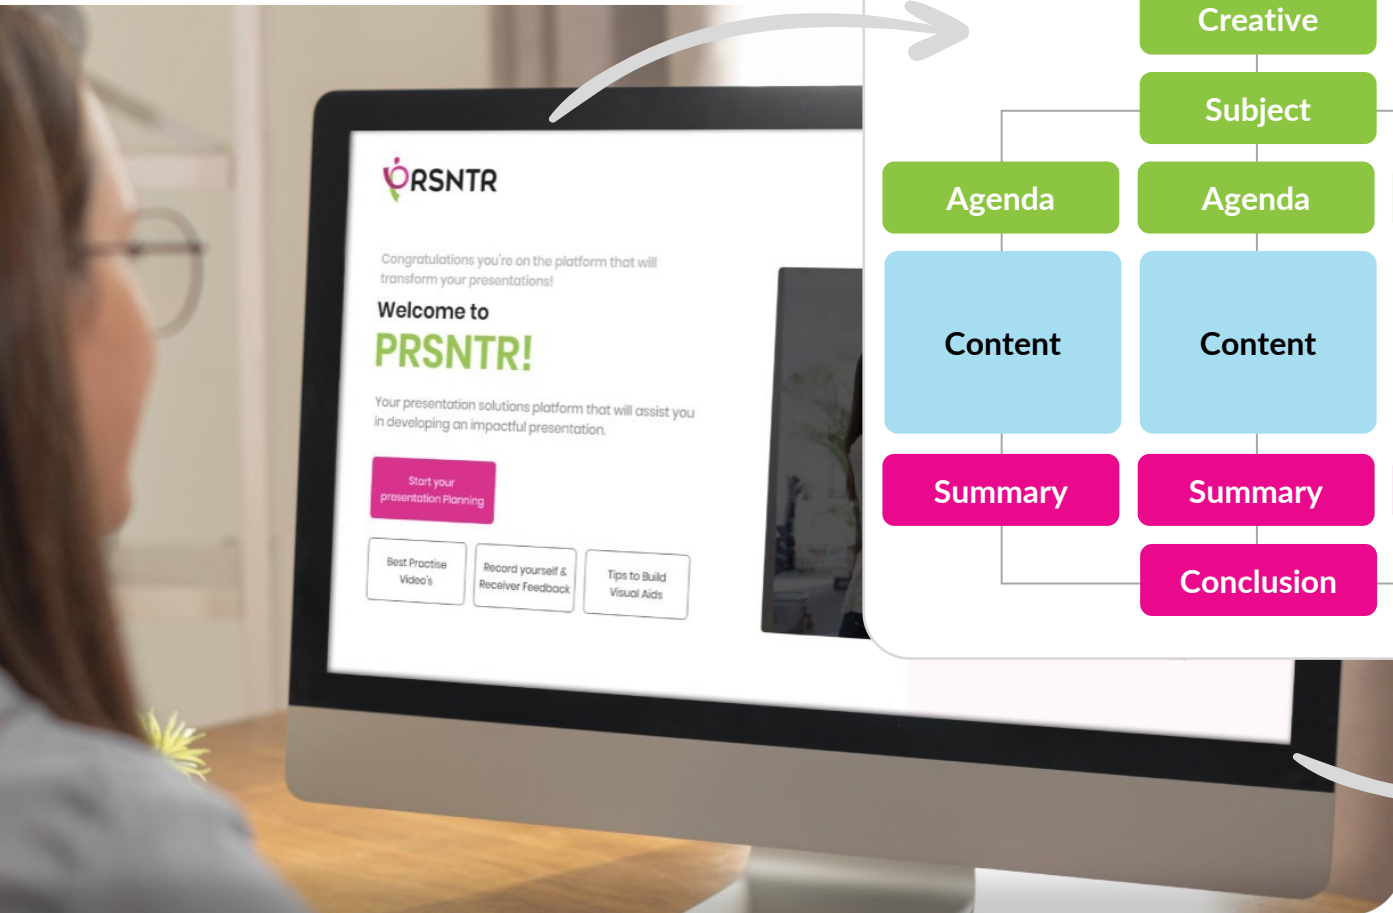 PRSNTR
Congratulations you're on the platform that will
transform your presentations!
Welcome to
PRSNTR!
Your presentation solutions platform that will assist you
in developing an impactful presentation.
Start your
presentation Planning
Best Practise
Video's
Record yourself &
Receiver Feedback
Tips to Build
Visual Aids
Creative
Subject
Agenda
Agenda
Content
Content
Summary
Summary
Conclusion